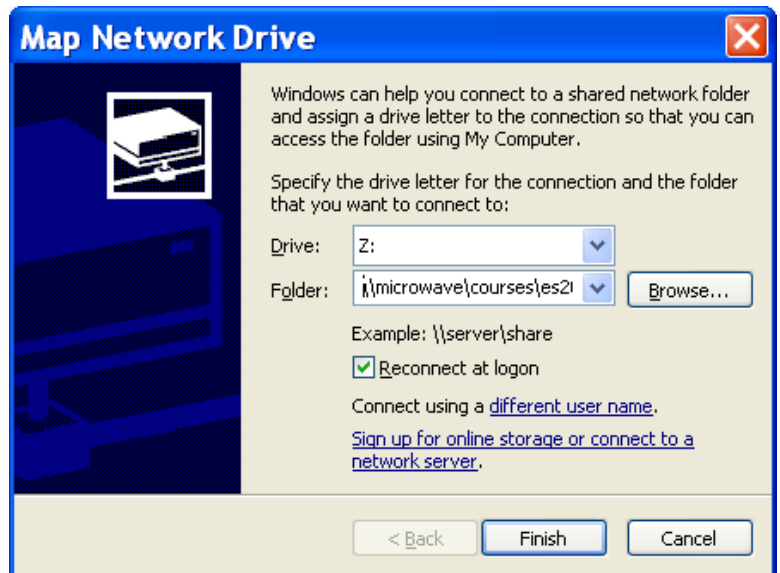 Map Network Drive
Windows can help you connect to a shared network folder
and assign a drive letter to the connection so that you can
access the folder using My Computer.
Specify the drive letter for the connection and the folder
that you want to connect to:
Drive: Z:
Folder: \\microwave\courses\es2 Browse...
Example: \\server\share
Reconnect at logon
Connect using a different user name.
Sign up for online storage or connect to a
network server.
< Back Finish Cancel